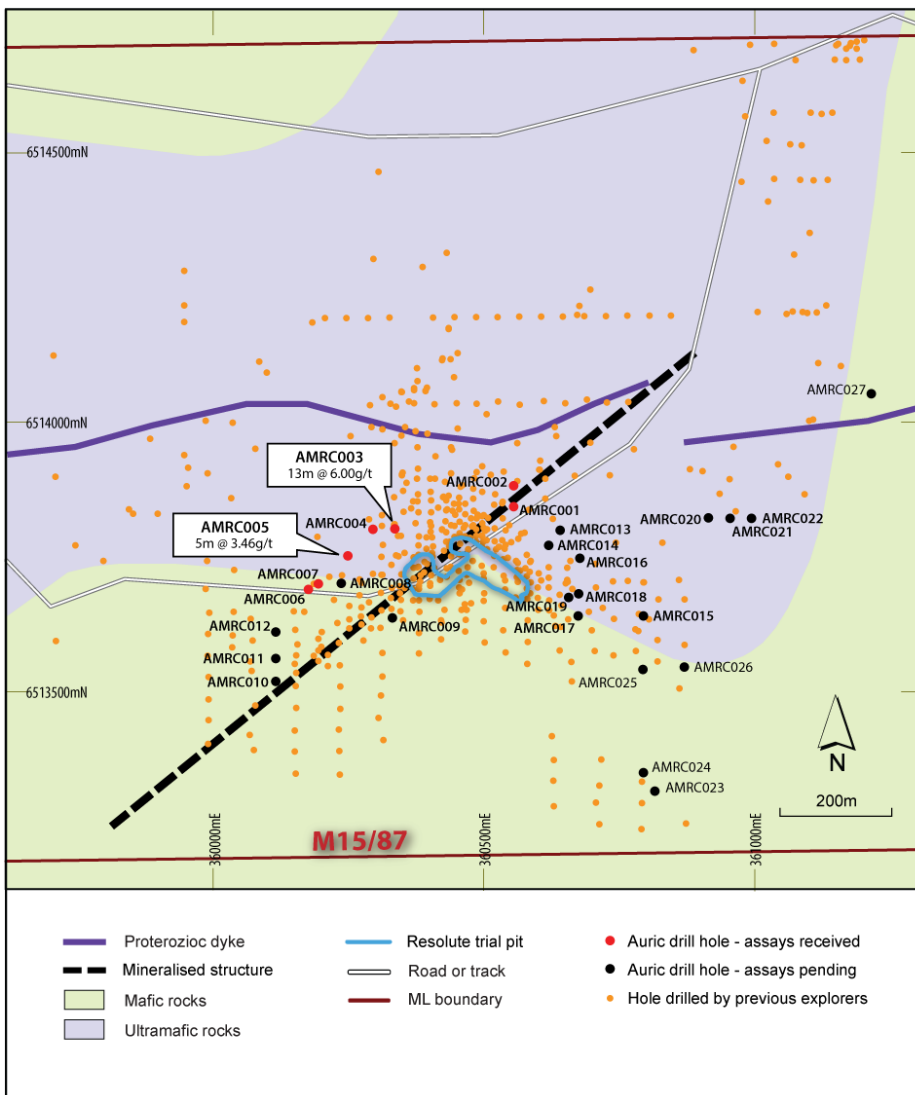 6514500mN
AMRC027
6514000mN
AMRC003
13m @ 6.00g/t
AMRC002
AMRC001
AMRC005
5m @ 3.46g/t
AMRC004
AMRC013
AMRC020
AMRC022
AMRC021
AMRC014
AMRC016
AMRC007
AMRC008
AMRC006
AMRC018
AMRC019
AMRC015
AMRC012
AMRC009
AMRC017
AMRC011
AMRC026
AMRC010
AMRC025
6513500mN
N
AMRC024
AMRC023
200m
360000mE
360500mE
361000mE
M15/87
Proterozioc dyke
Resolute trial pit
Auric drill hole - assays received
Mineralised structure
Road or track
Auric drill hole - assays pending
Mafic rocks
ML boundary
Hole drilled by previous explorers
Ultramafic rocks